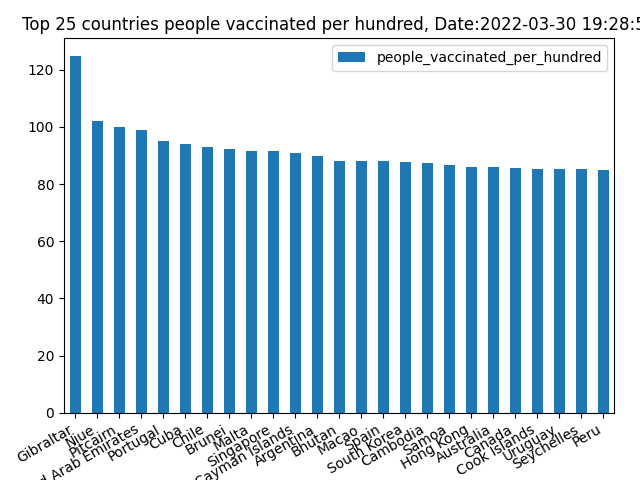 Top 25 countries people vaccinated per hundred, Date:2022-03-30 19:28:5
people_vaccinated_per_hundred
120
100
80
60
40
20
0
Gibraltar
Niue
Pitcairn
d Arab Emirates
Portugal
Cuba
Chile
Brunei
Malta
Singapore
Cayman Islands
Argentina
Bhutan
Macao
Spain
South Korea
Cambodia
Samoa
Hong Kong
Australia
Canada
Cook Islands
Uruguay
Seychelles
Peru